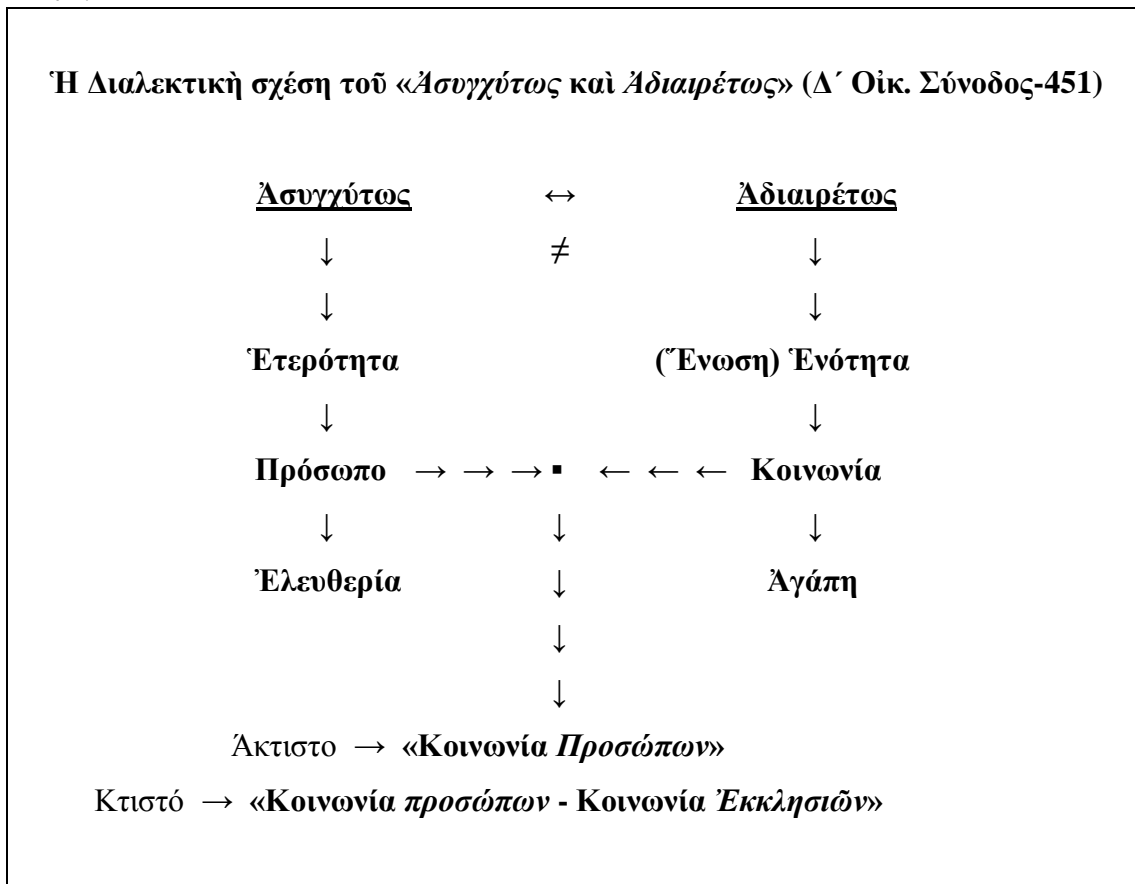 Ἡ Διαλεκτικὴ σχέση τοῦ «Ἀσυγχύτως καὶ Ἀδιαιρέτως» (Δ΄ Οἰκ. Σύνοδος-451)
Ἀσυγχύτως ↔ Ἀδιαιρέτως
↓ ≠ ↓
↓ ↓
Ἑτερότητα (Ἕνωση) Ἑνότητα
↓ ↓
Πρόσωπο → → → ▪ ← ← ← Κοινωνία
↓ ↓ ↓
Ἐλευθερία ↓ Ἀγάπη
↓
↓
Άκτιστο → «Κοινωνία Προσώπων»
Κτιστό → «Κοινωνία προσώπων - Κοινωνία Ἐκκλησιῶν»